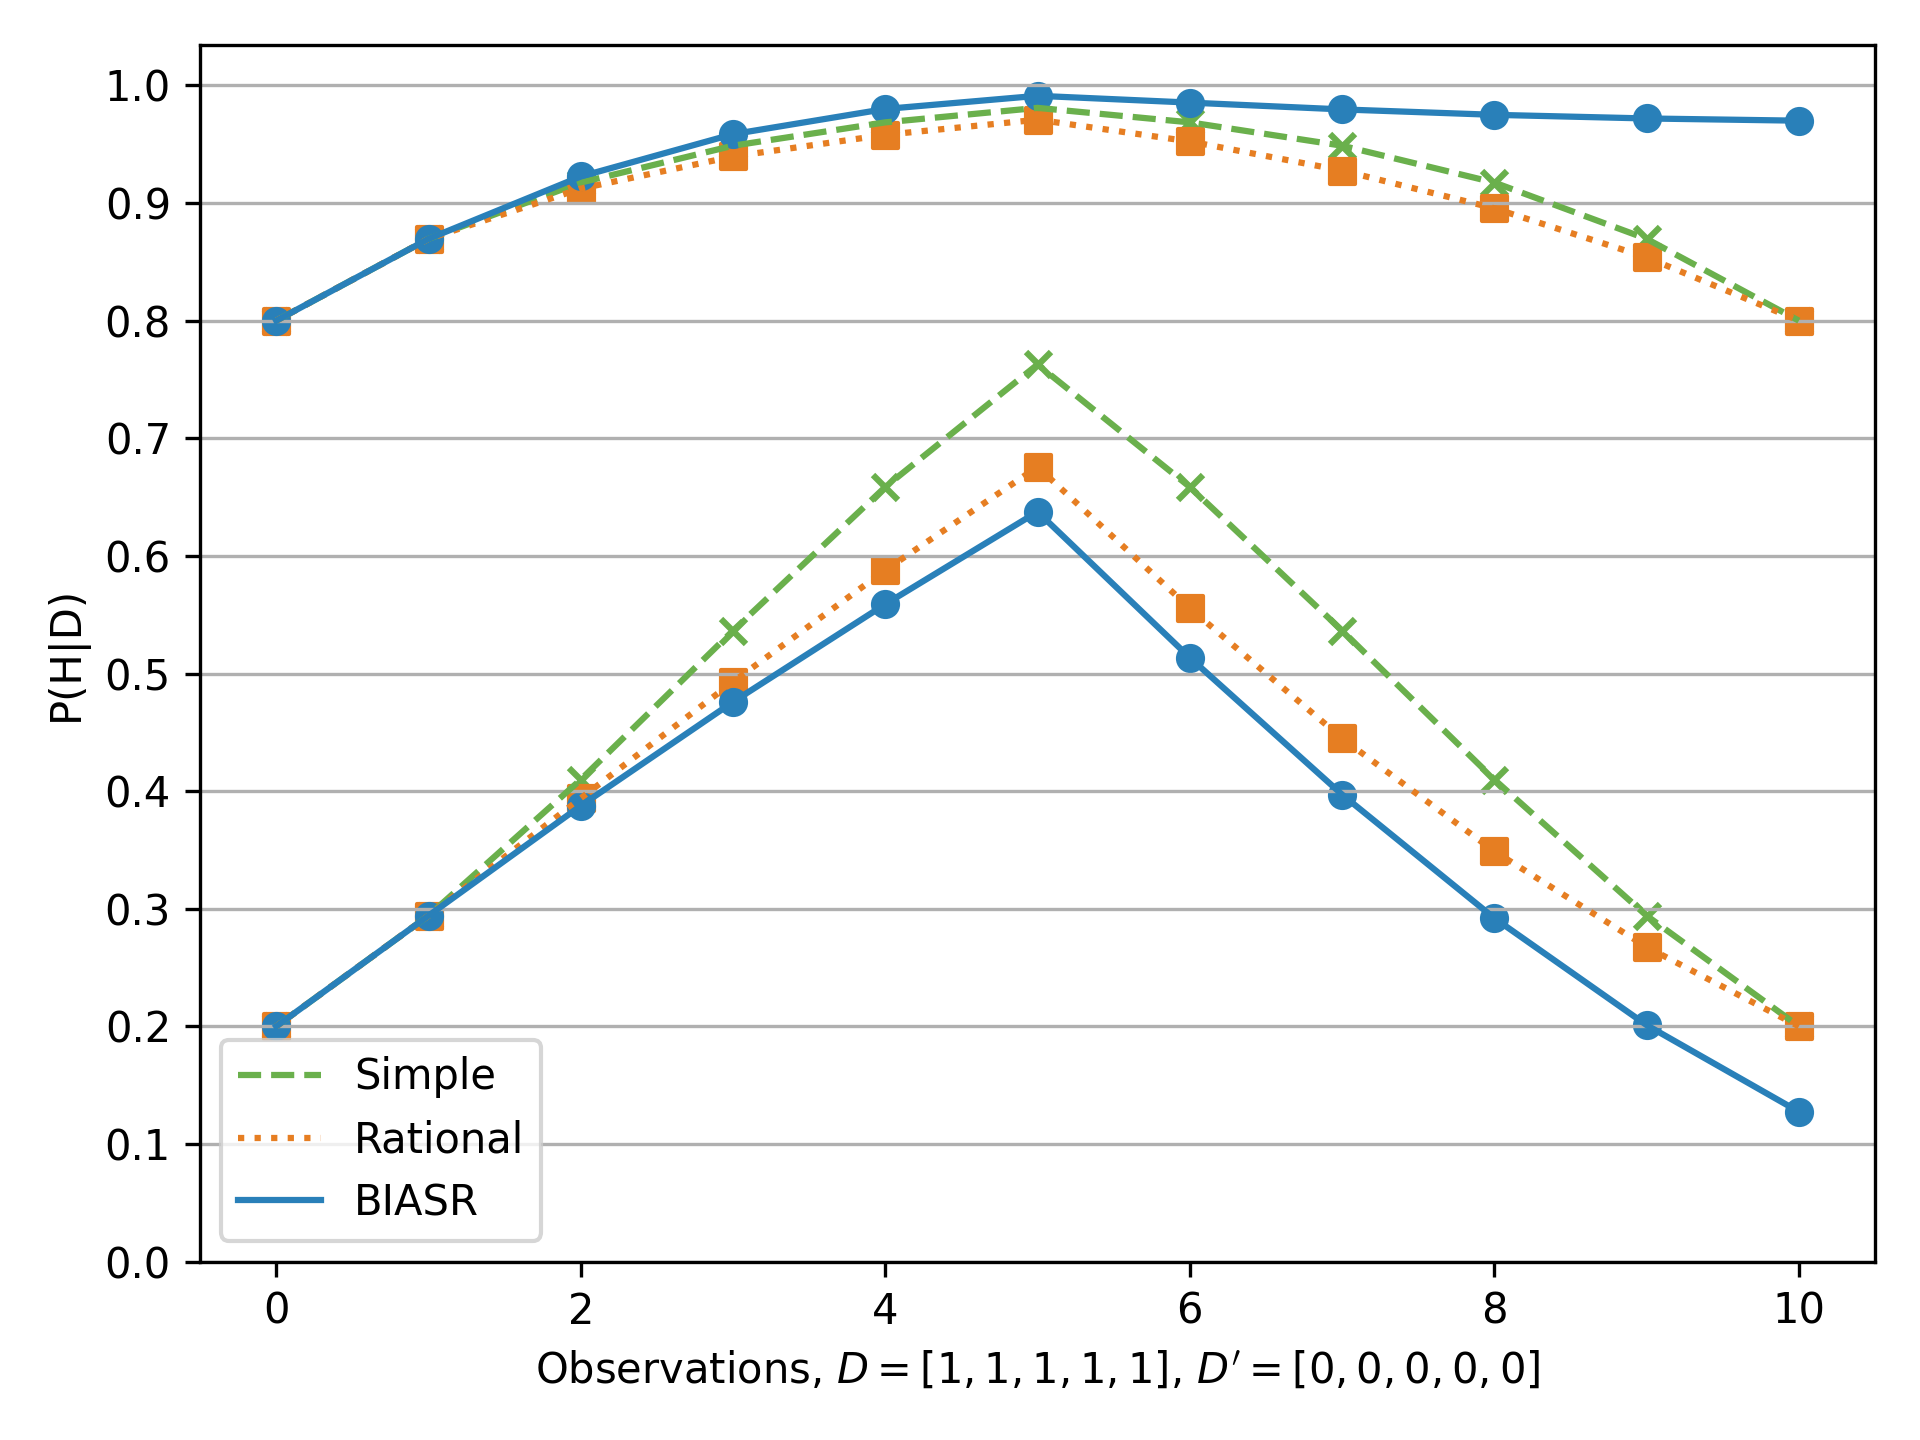 1.0
0.9
0.8
0.7
0.6
0.5
0.4
0.3
0.2
0.1
0.0
P(H|D)
Simple
Rational
BIASR
0 2 4 6 8 10
Observations, D = [1, 1, 1, 1, 1], D′ = [0, 0, 0, 0, 0]